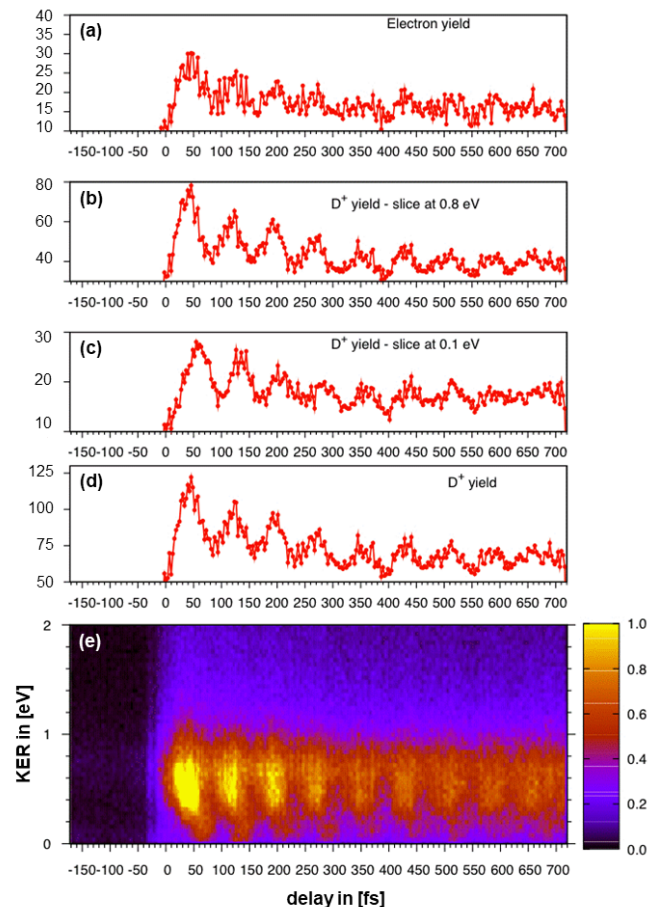 (a)
Electron yield
40
35
30
25
20
15
10
-150-100 -50 0 50 100 150 200 250 300 350 400 450 500 550 600 650 700
(b)
D⁺ yield - slice at 0.8 eV
80
60
40
-150-100 -50 0 50 100 150 200 250 300 350 400 450 500 550 600 650 700
(c)
D⁺ yield - slice at 0.1 eV
30
20
10
-150-100 -50 0 50 100 150 200 250 300 350 400 450 500 550 600 650 700
(d)
D⁺ yield
125
100
75
50
-150-100 -50 0 50 100 150 200 250 300 350 400 450 500 550 600 650 700
(e)
KER in [eV]
2
1
0
1.0
0.8
0.6
0.4
0.2
0.0
-150-100 -50 0 50 100 150 200 250 300 350 400 450 500 550 600 650 700
delay in [fs]